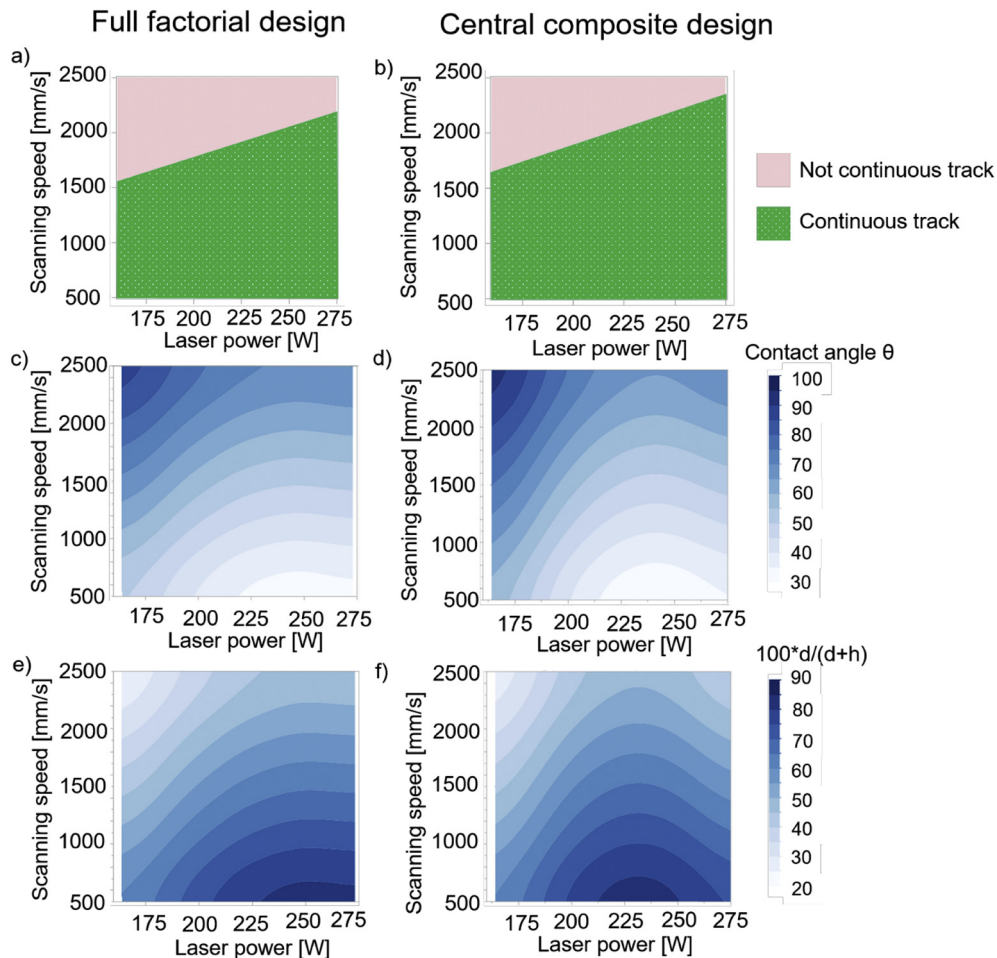 Full factorial design
Central composite design
a)
Scanning speed [mm/s]
2500
2000
1500
1000
500
175 200 225 250 275
Laser power [W]
b)
Scanning speed [mm/s]
2500
2000
1500
1000
500
175 200 225 250 275
Laser power [W]
Not continuous track
Continuous track
c)
Scanning speed [mm/s]
2500
2000
1500
1000
500
175 200 225 250 275
Laser power [W]
d)
Scanning speed [mm/s]
2500
2000
1500
1000
500
175 200 225 250 275
Laser power [W]
Contact angle θ
100
90
80
70
60
50
40
30
e)
Scanning speed [mm/s]
2500
2000
1500
1000
500
175 200 225 250 275
Laser power [W]
f)
Scanning speed [mm/s]
2500
2000
1500
1000
500
175 200 225 250 275
Laser power [W]
100*d/(d+h)
90
80
70
60
50
40
30
20